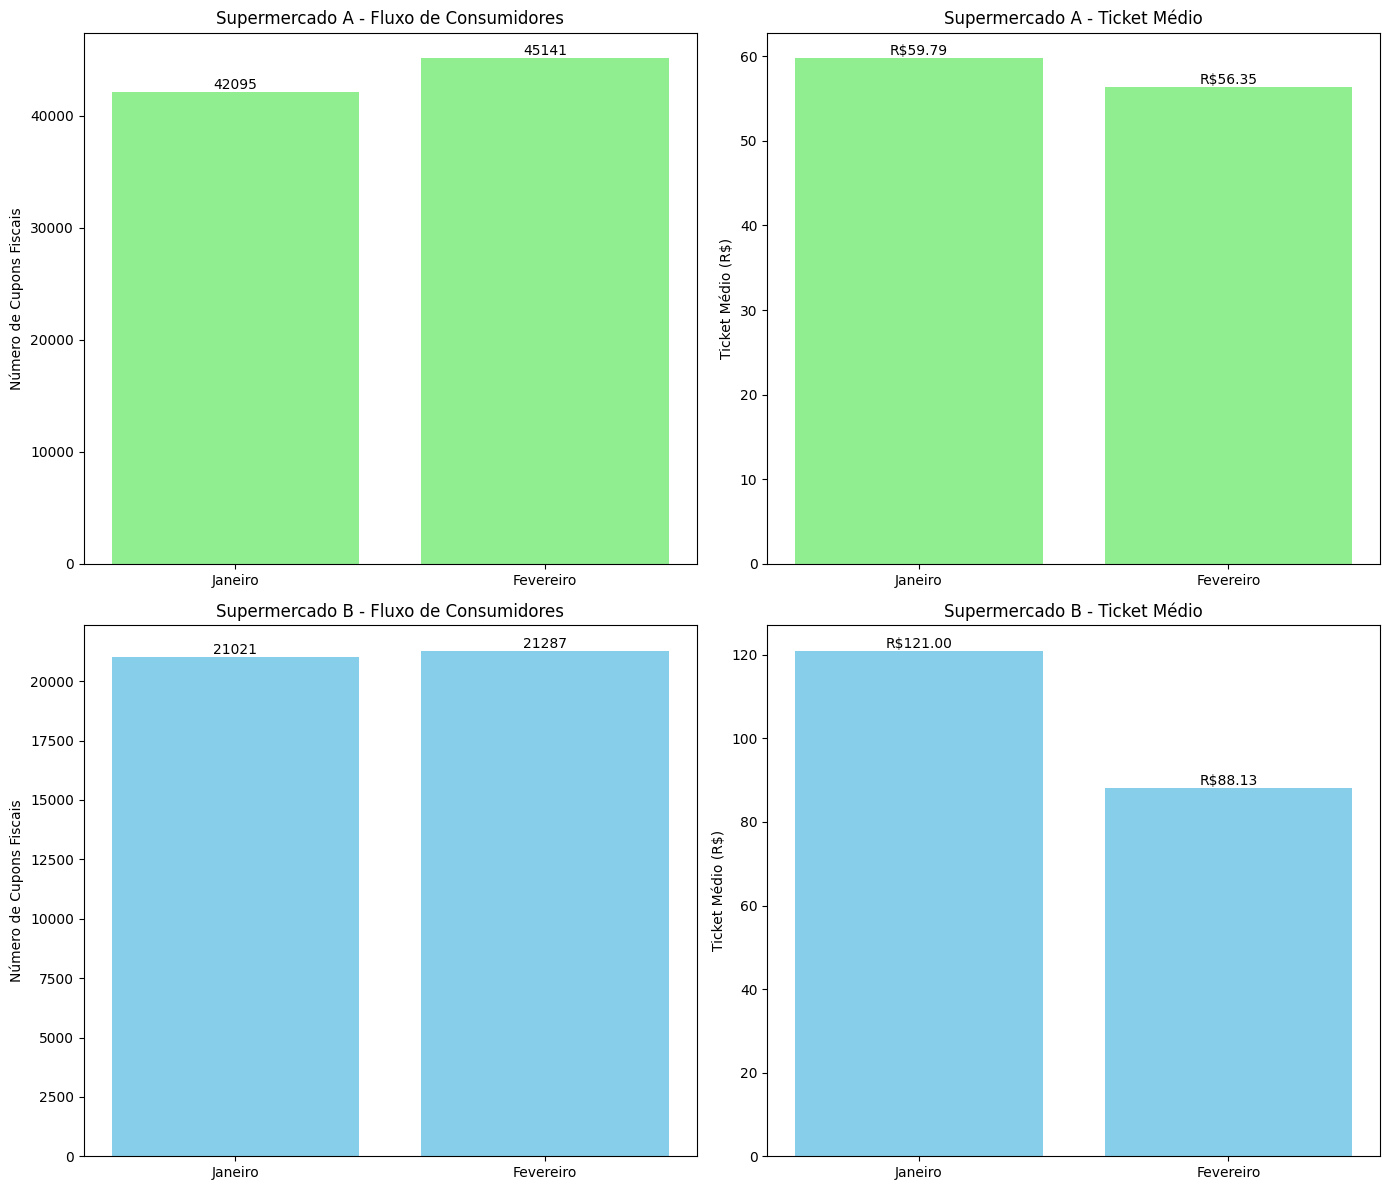 Supermercado A - Fluxo de Consumidores
Número de Cupons Fiscais
40000
30000
20000
10000
0
42095
45141
Janeiro
Fevereiro
Supermercado A - Ticket Médio
Ticket Médio (R$)
60
50
40
30
20
10
0
R$59.79
R$56.35
Janeiro
Fevereiro
Supermercado B - Fluxo de Consumidores
Número de Cupons Fiscais
20000
17500
15000
12500
10000
7500
5000
2500
0
21021
21287
Janeiro
Fevereiro
Supermercado B - Ticket Médio
Ticket Médio (R$)
120
100
80
60
40
20
0
R$121.00
R$88.13
Janeiro
Fevereiro